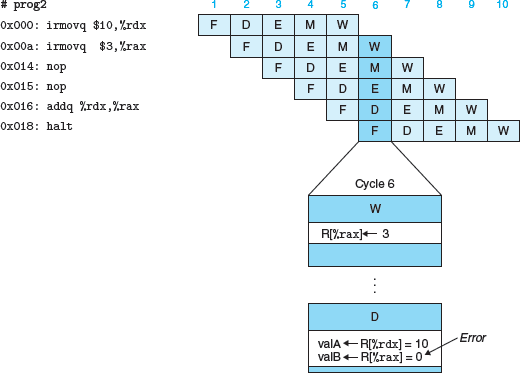 # prog2 1 2 3 4 5 6 7 8 9 10
0x000: irmovq $10,%rdx F D E M W
0x00a: irmovq $3,%rax F D E M W
0x014: nop F D E M W
0x015: nop F D E M W
0x016: addq %rdx,%rax F D E M W
0x018: halt F D E M W
Cycle 6
W
R[%rax] ← 3
⋮
D
valA ← R[%rdx] = 10
valB ← R[%rax] = 0
Error